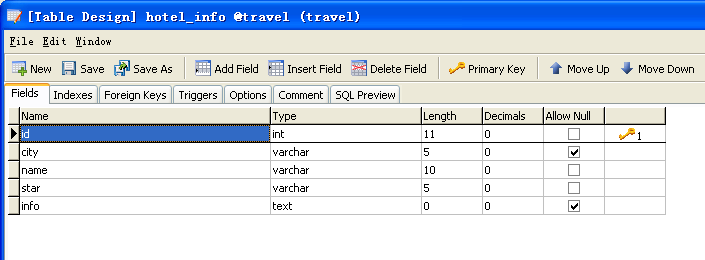 [Table Design] hotel_info @travel (travel)
File Edit Window
New Save Save As Add Field Insert Field Delete Field Primary Key Move Up Move Down
Fields Indexes Foreign Keys Triggers Options Comment SQL Preview
Name Type Length Decimals Allow Null
id int 11 0 1
city varchar 5 0
name varchar 10 0
star varchar 5 0
info text 0 0